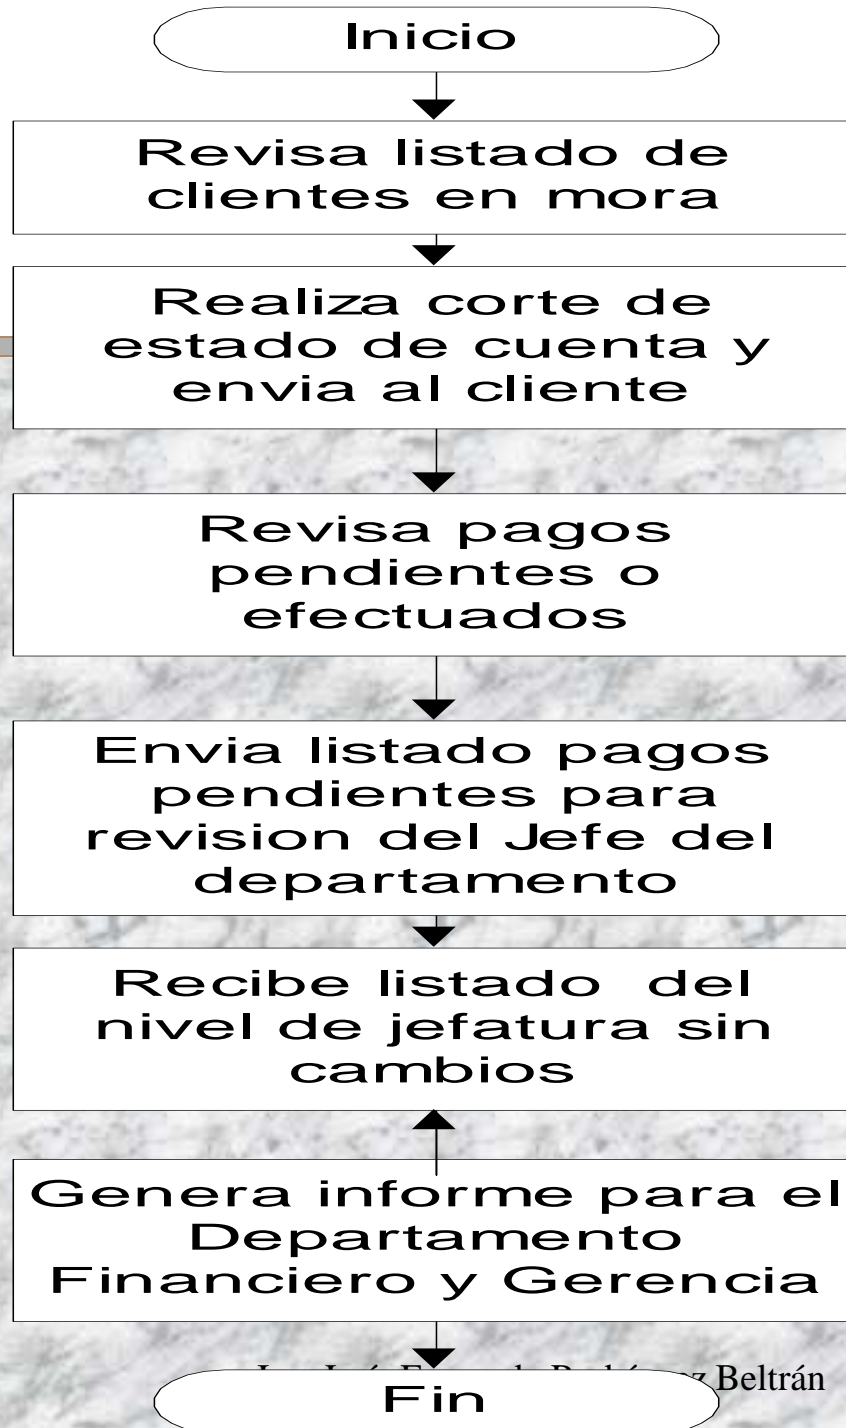 Inicio
Revisa listado de
clientes en mora
Realiza corte de
estado de cuenta y
envia al cliente
Revisa pagos
pendientes o
efectuados
Envia listado pagos
pendientes para
revision del Jefe del
departamento
Recibe listado del
nivel de jefatura sin
cambios
Genera informe para el
Departamento
Financiero y Gerencia
Beltrán
Fin